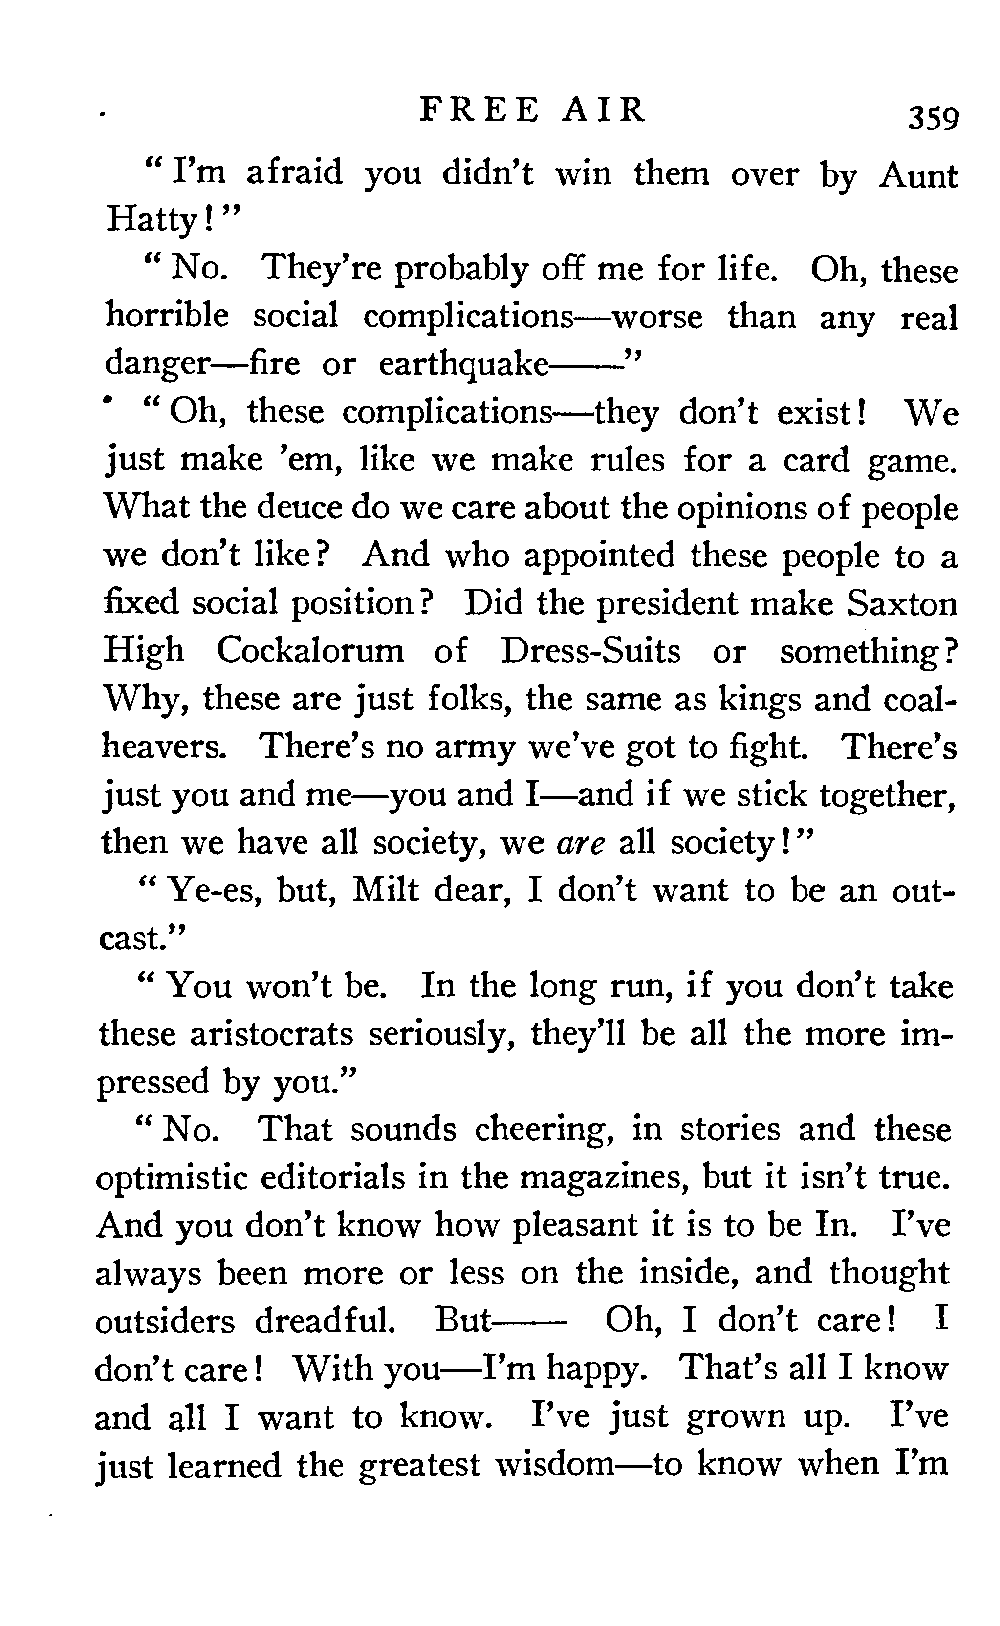 FREE AIR 359
“ I’m afraid you didn’t win them over by Aunt
Hatty! ”
“ No. They’re probably off me for life. Oh, these
horrible social complications—worse than any real
danger—fire or earthquake——”
“ Oh, these complications—they don’t exist! We
just make ’em, like we make rules for a card game.
What the deuce do we care about the opinions of people
we don’t like? And who appointed these people to a
fixed social position? Did the president make Saxton
High Cockalorum of Dress-Suits or something?
Why, these are just folks, the same as kings and coal-
heavers. There’s no army we’ve got to fight. There’s
just you and me—you and I—and if we stick together,
then we have all society, we are all society! ”
“ Ye-es, but, Milt dear, I don’t want to be an out-
cast.”
“ You won’t be. In the long run, if you don’t take
these aristocrats seriously, they’ll be all the more im-
pressed by you.”
“ No. That sounds cheering, in stories and these
optimistic editorials in the magazines, but it isn’t true.
And you don’t know how pleasant it is to be In. I’ve
always been more or less on the inside, and thought
outsiders dreadful. But—— Oh, I don’t care! I
don’t care! With you—I’m happy. That’s all I know
and all I want to know. I’ve just grown up. I’ve
just learned the greatest wisdom—to know when I’m